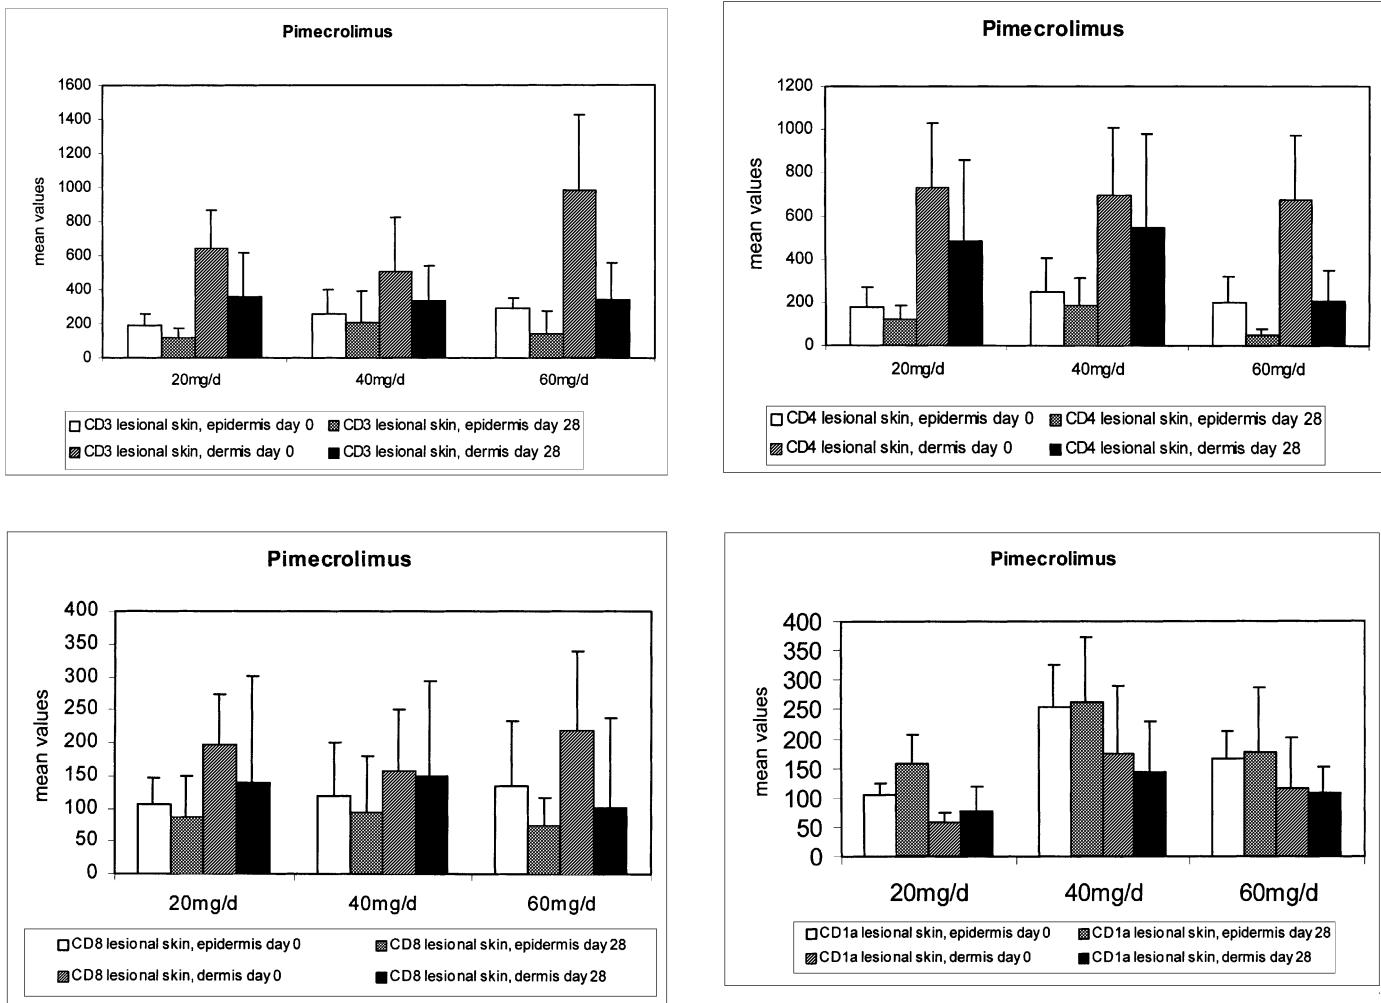 Pimecrolimus
mean values
1600
1400
1200
1000
800
600
400
200
0
20mg/d 40mg/d 60mg/d
CD3 lesional skin, epidermis day 0 CD3 lesional skin, epidermis day 28
CD3 lesional skin, dermis day 0 CD3 lesional skin, dermis day 28
Pimecrolimus
mean values
1200
1000
800
600
400
200
0
20mg/d 40mg/d 60mg/d
CD4 lesional skin, epidermis day 0 CD4 lesional skin, epidermis day 28
CD4 lesional skin, dermis day 0 CD4 lesional skin, dermis day 28
Pimecrolimus
mean values
400
350
300
250
200
150
100
50
0
20mg/d 40mg/d 60mg/d
CD8 lesional skin, epidermis day 0 CD8 lesional skin, epidermis day 28
CD8 lesional skin, dermis day 0 CD8 lesional skin, dermis day 28
Pimecrolimus
mean values
400
350
300
250
200
150
100
50
0
20mg/d 40mg/d 60mg/d
CD1a lesional skin, epidermis day 0 CD1a lesional skin, epidermis day 28
CD1a lesional skin, dermis day 0 CD1a lesional skin, dermis day 28